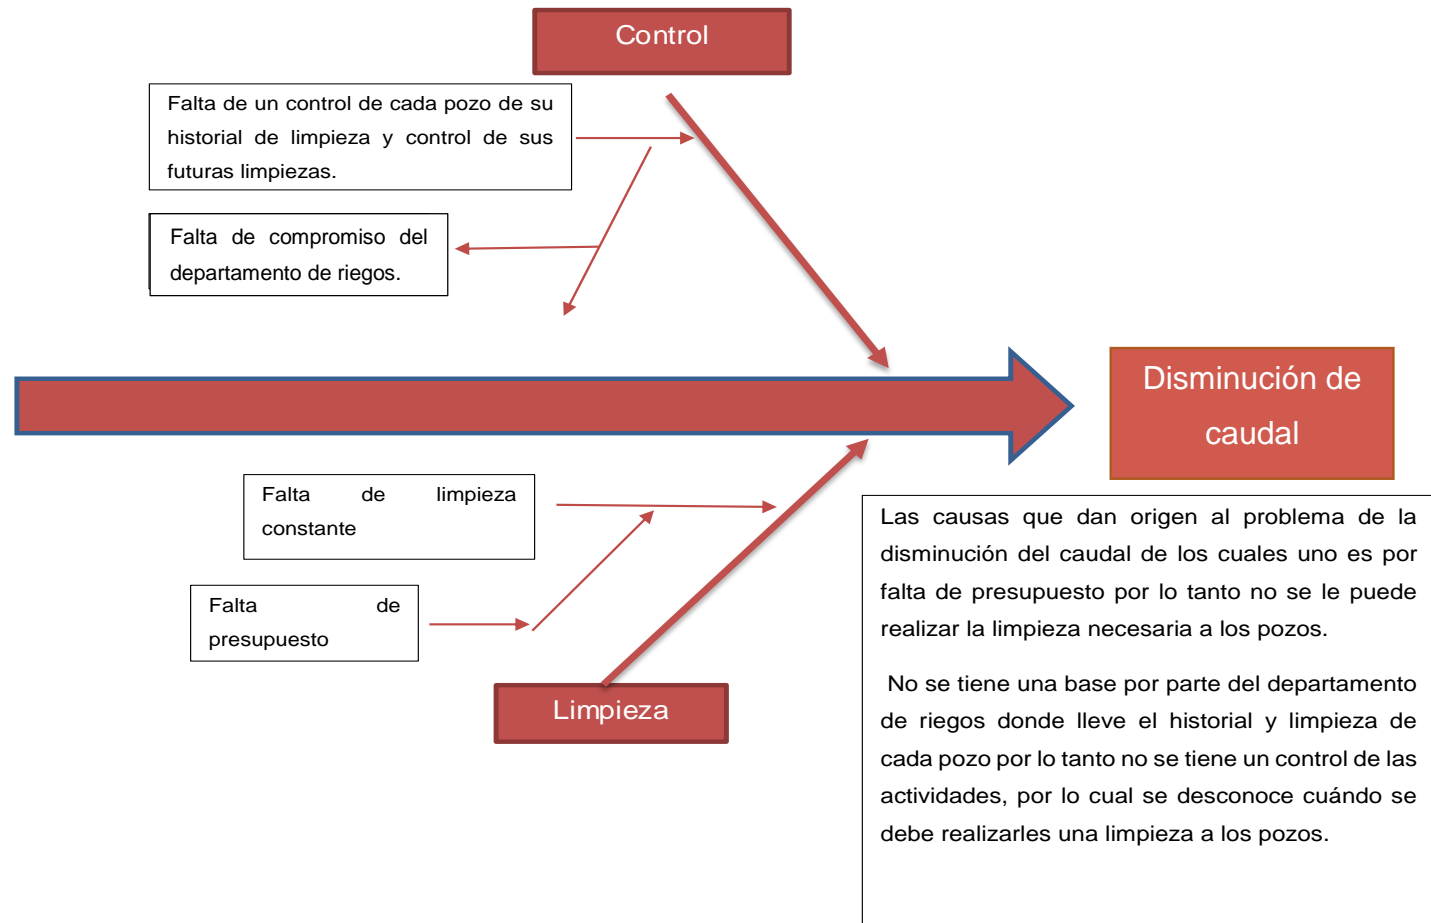 Control
Falta de un control de cada pozo de su
historial de limpieza y control de sus
futuras limpiezas.
Falta de compromiso del
departamento de riegos.
Disminución de
caudal
Falta de limpieza
constante
Falta de
presupuesto
Limpieza
Las causas que dan origen al problema de la
disminución del caudal de los cuales uno es por
falta de presupuesto por lo tanto no se le puede
realizar la limpieza necesaria a los pozos.
No se tiene una base por parte del departamento
de riegos donde lleve el historial y limpieza de
cada pozo por lo tanto no se tiene un control de las
actividades, por lo cual se desconoce cuándo se
debe realizarles una limpieza a los pozos.